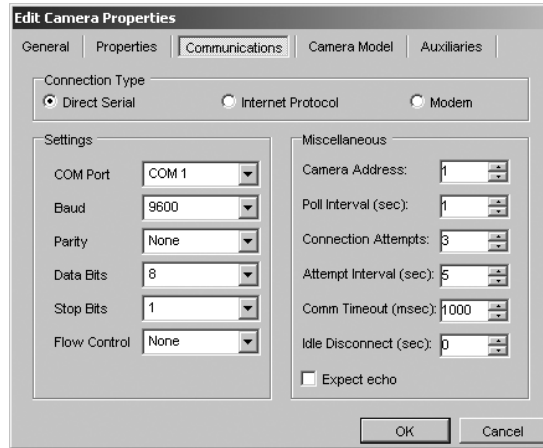 Edit Camera Properties
General Properties Communications Camera Model Auxiliaries
Connection Type
Direct Serial Internet Protocol Modem
Settings
COM Port COM 1
Baud 9600
Parity None
Data Bits 8
Stop Bits 1
Flow Control None
Miscellaneous
Camera Address: 1
Poll Interval (sec): 1
Connection Attempts: 3
Attempt Interval (sec): 5
Comm Timeout (msec): 1000
Idle Disconnect (sec): 0
Expect echo
OK Cancel